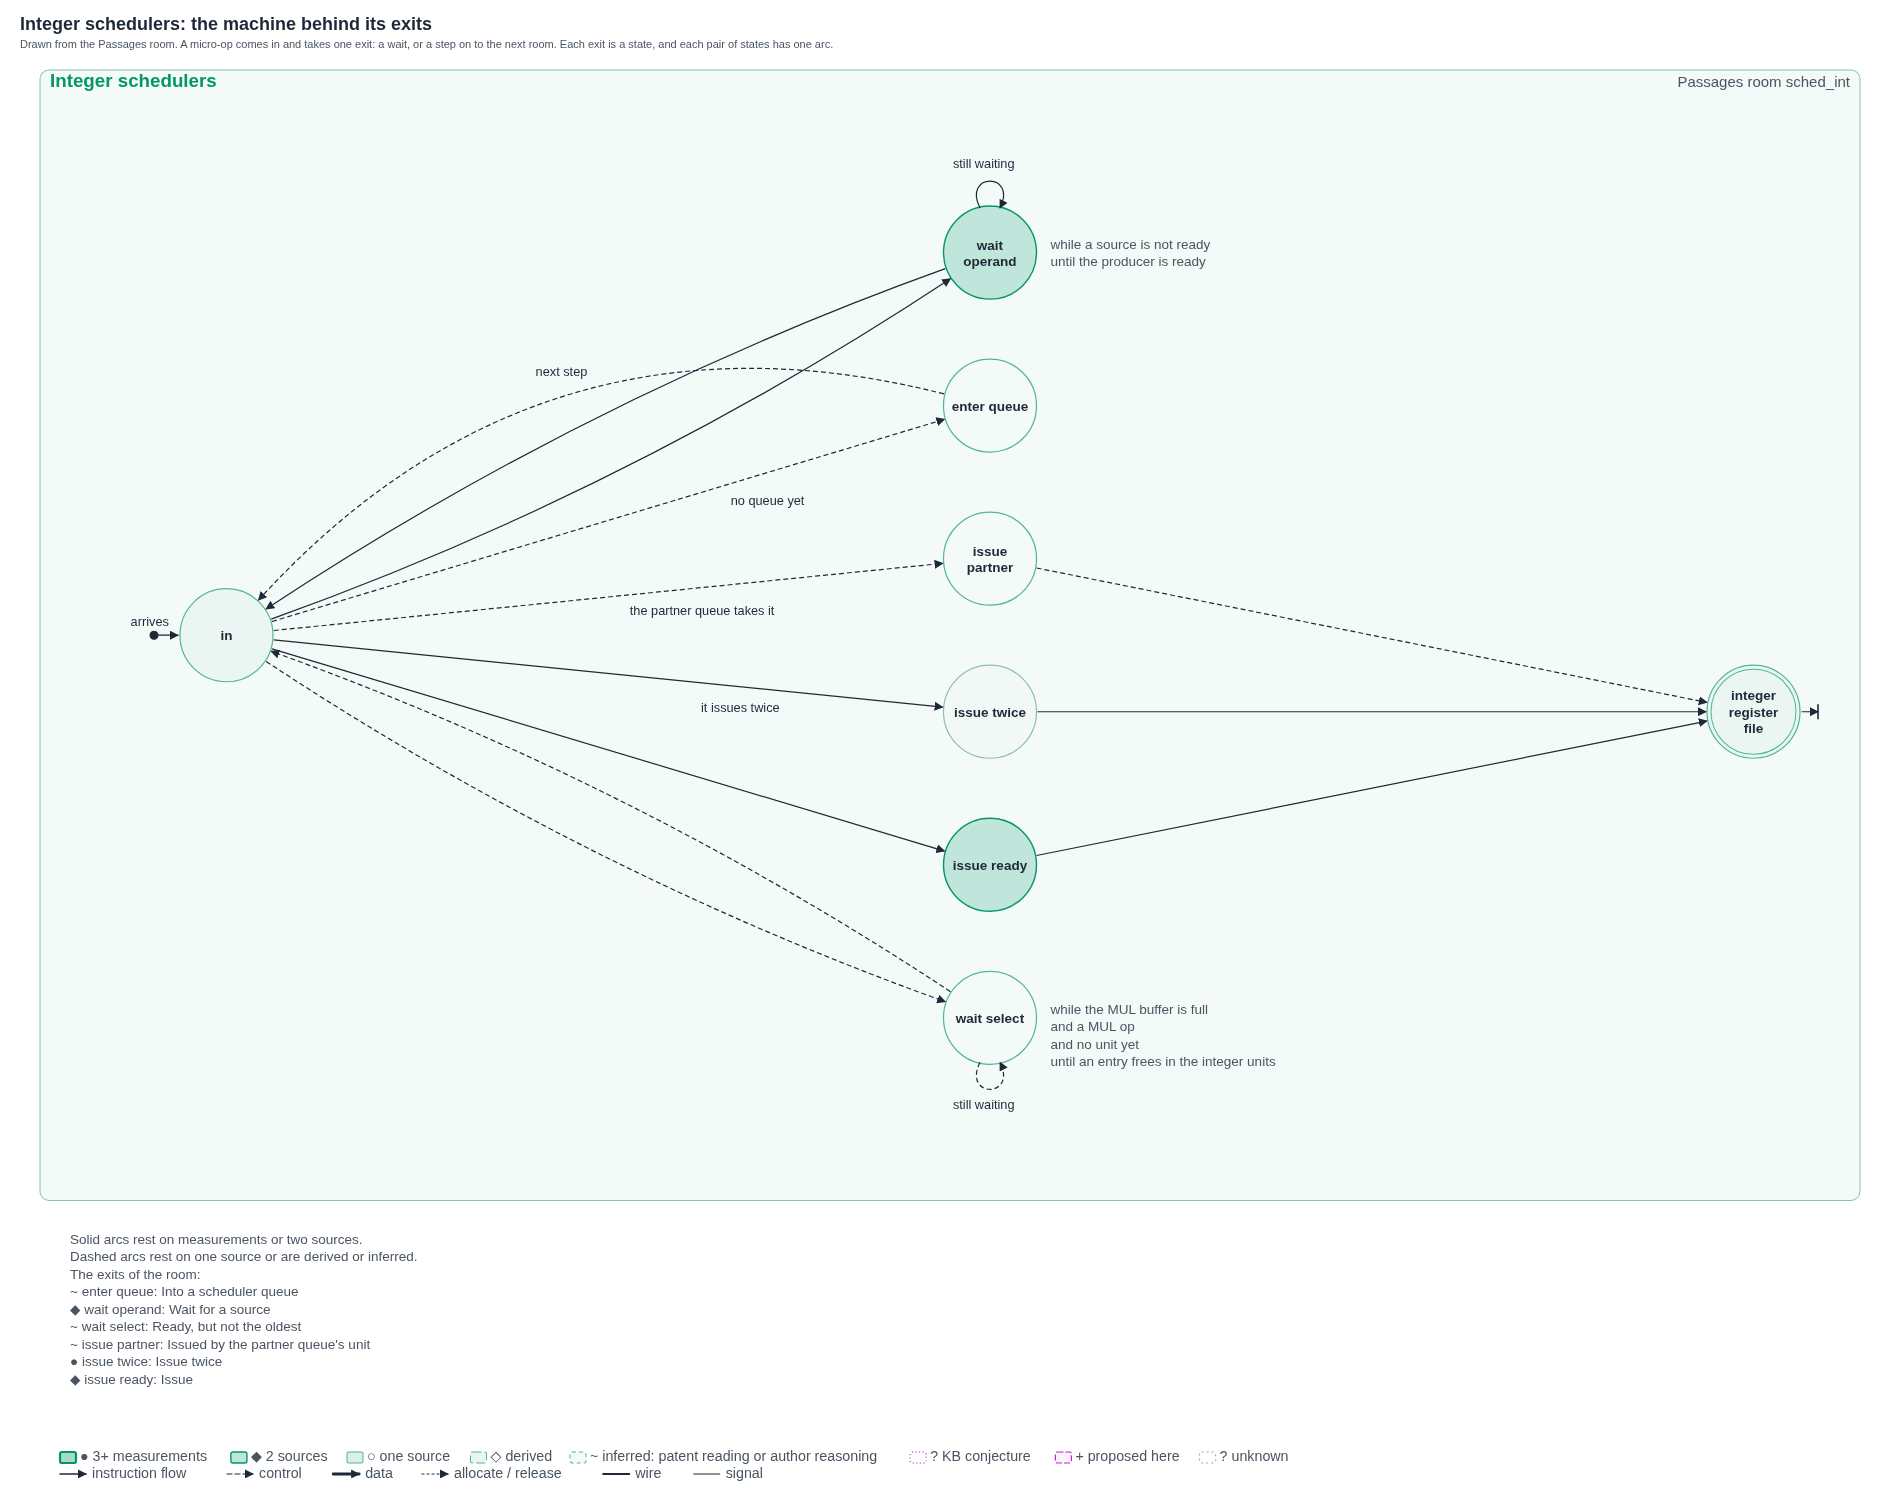 Integer schedulers: the machine behind its exits
Drawn from the Passages room. A micro-op comes in and takes one exit: a wait, or a step on to the next room. Each exit is a state, and each pair of states has one arc.
Integer schedulers
Passages room sched_int
still waiting
wait
operand
while a source is not ready
until the producer is ready
next step
enter queue
no queue yet
issue
partner
the partner queue takes it
arrives
in
it issues twice
issue twice
integer
register
file
issue ready
wait select
while the MUL buffer is full
and a MUL op
and no unit yet
until an entry frees in the integer units
still waiting
Solid arcs rest on measurements or two sources.
Dashed arcs rest on one source or are derived or inferred.
The exits of the room:
~ enter queue: Into a scheduler queue
◆ wait operand: Wait for a source
~ wait select: Ready, but not the oldest
~ issue partner: Issued by the partner queue's unit
● issue twice: Issue twice
◆ issue ready: Issue
● 3+ measurements ◆ 2 sources ○ one source ◇ derived ~ inferred: patent reading or author reasoning ? KB conjecture + proposed here ? unknown
instruction flow control data allocate / release wire signal